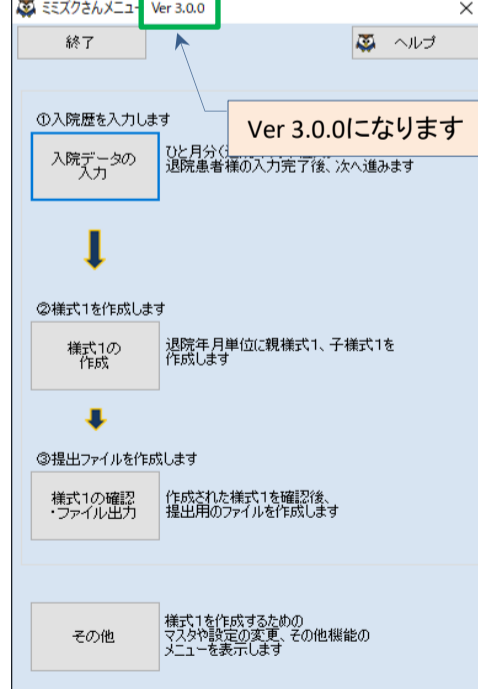 ミミズクさんメニュー Ver 3.0.0
終了
ヘルプ
①入院歴を入力します
Ver 3.0.0になります
入院データの
入力
ひと月分(
退院患者様の入力完了後、次へ進みます
②様式1を作成します
様式1の
作成
退院年月単位に親様式1、子様式1を
作成します
③提出ファイルを作成します
様式1の確認
・ファイル出力
作成された様式1を確認後、
提出用のファイルを作成します
その他
様式1を作成するための
マスタや設定の変更、その他機能の
メニューを表示します